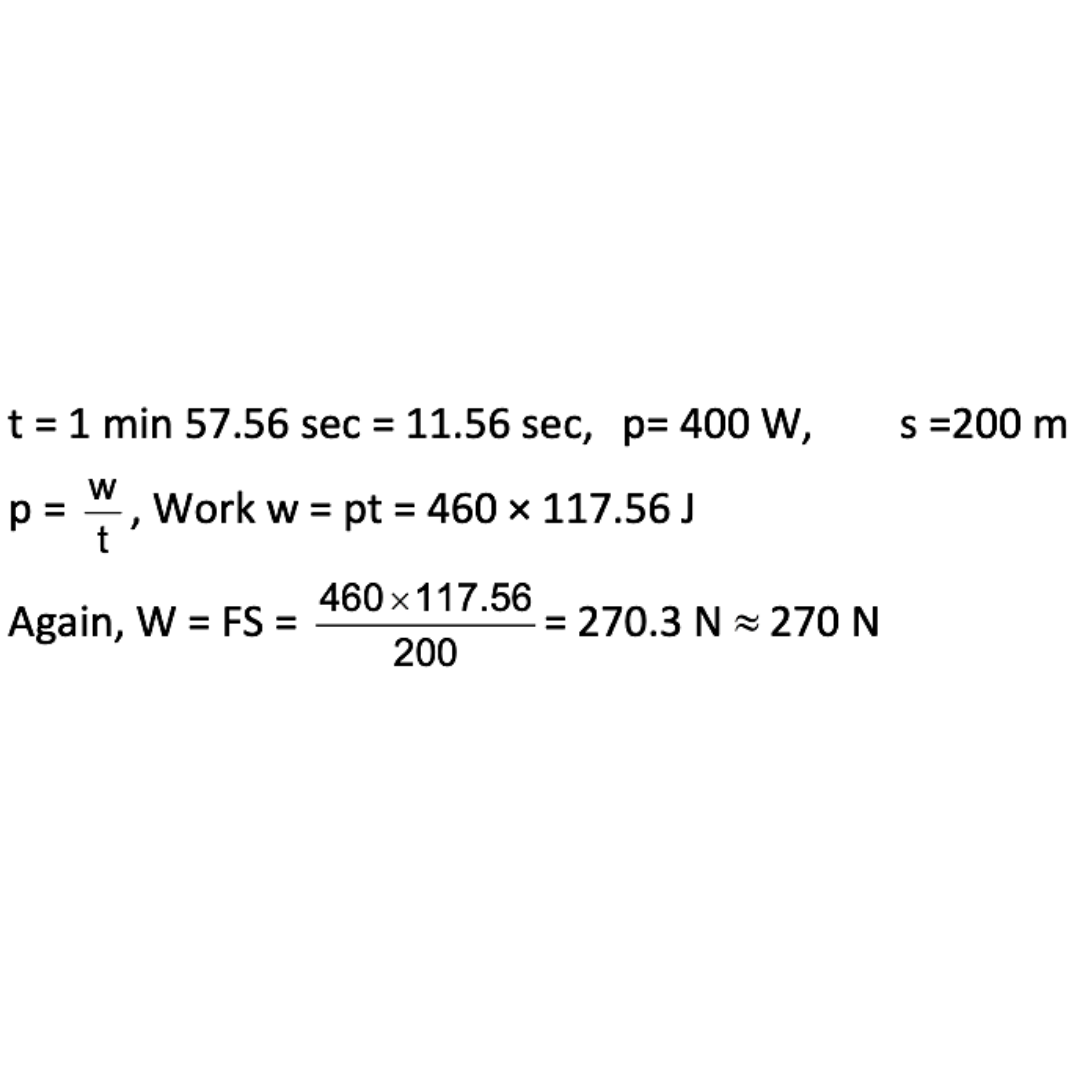 t = 1 min 57.56 sec = 11.56 sec, p= 400 W, s =200 m
p = w/t , Work w = pt = 460 × 117.56 J
Again, W = FS = 460×117.56/200 = 270.3 N ≈ 270 N